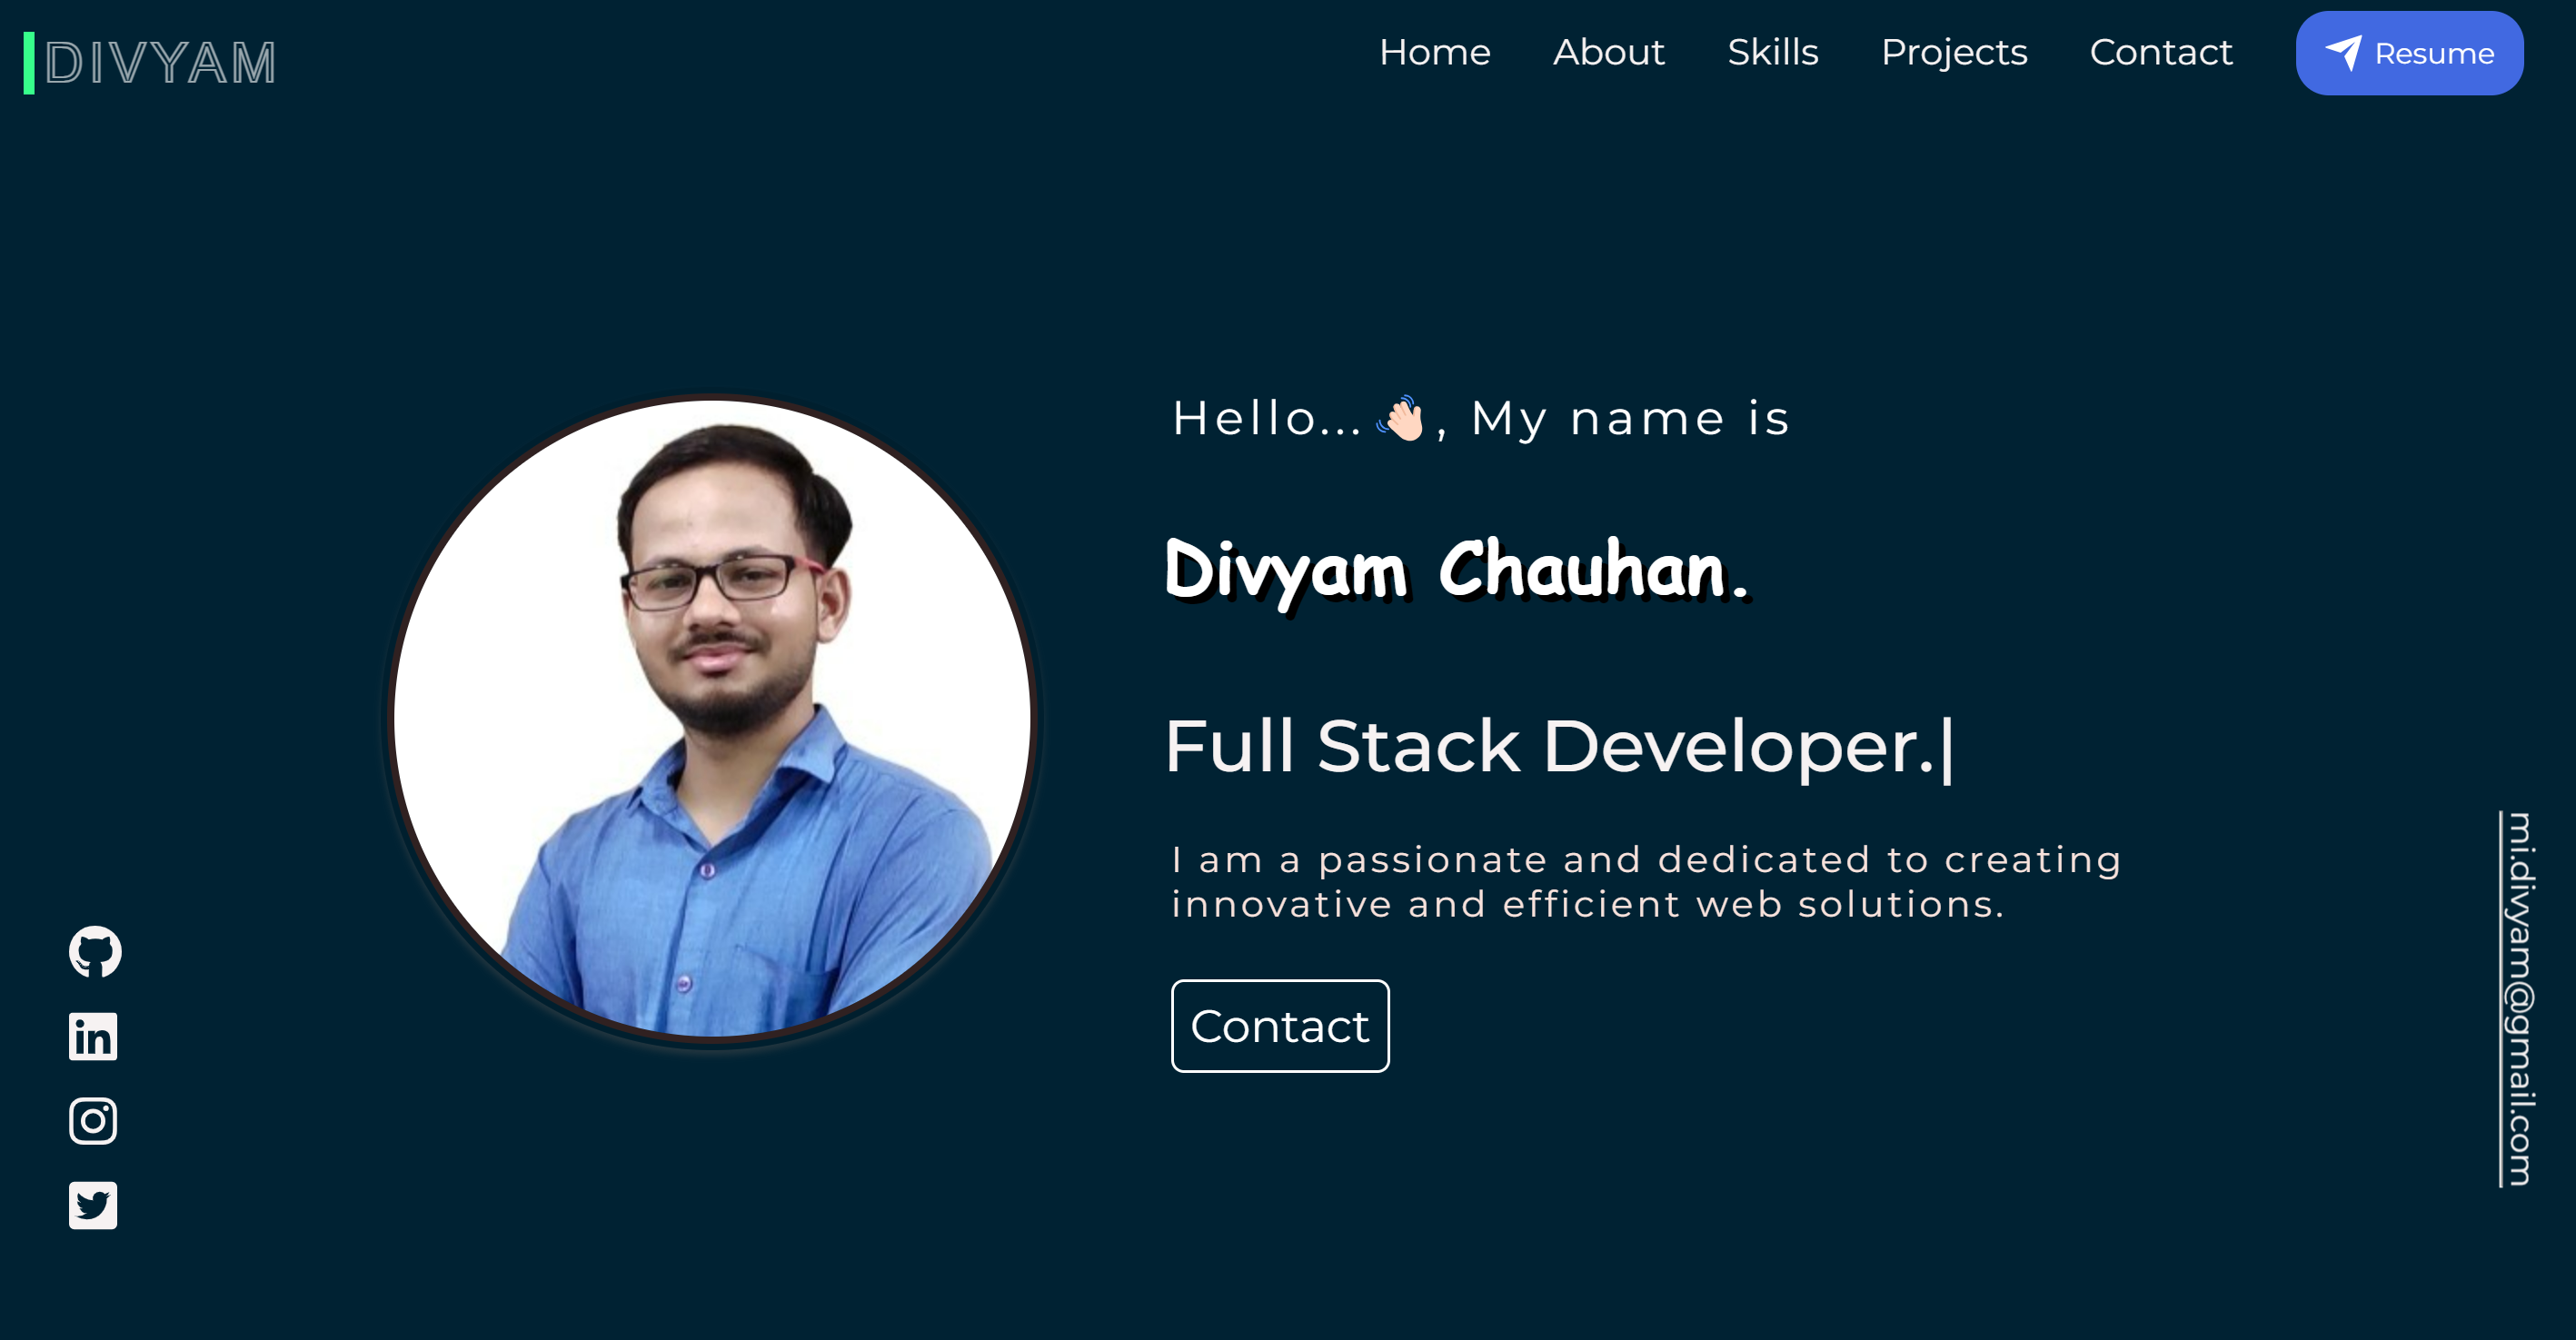 DIVYAM
Home About Skills Projects Contact Resume
Hello... 👋🏻, My name is
Divyam Chauhan.
Full Stack Developer.|
I am a passionate and dedicated to creating
innovative and efficient web solutions.
Contact
in
mi.divyam@gmail.com